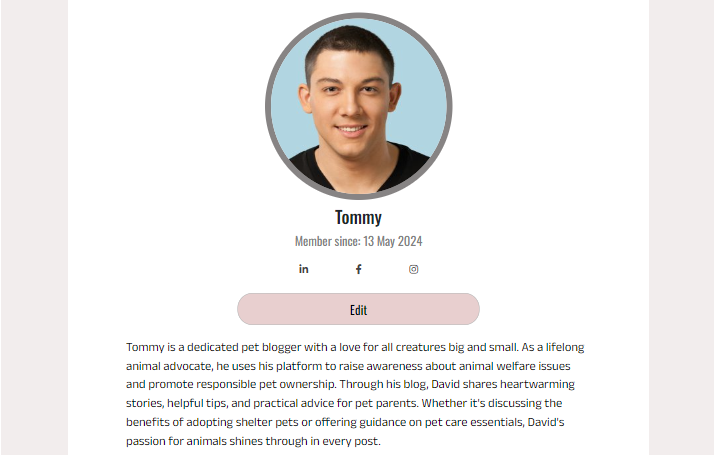 Tommy
Member since: 13 May 2024
Edit
Tommy is a dedicated pet blogger with a love for all creatures big and small. As a lifelong
animal advocate, he uses his platform to raise awareness about animal welfare issues
and promote responsible pet ownership. Through his blog, David shares heartwarming
stories, helpful tips, and practical advice for pet parents. Whether it's discussing the
benefits of adopting shelter pets or offering guidance on pet care essentials, David's
passion for animals shines through in every post.